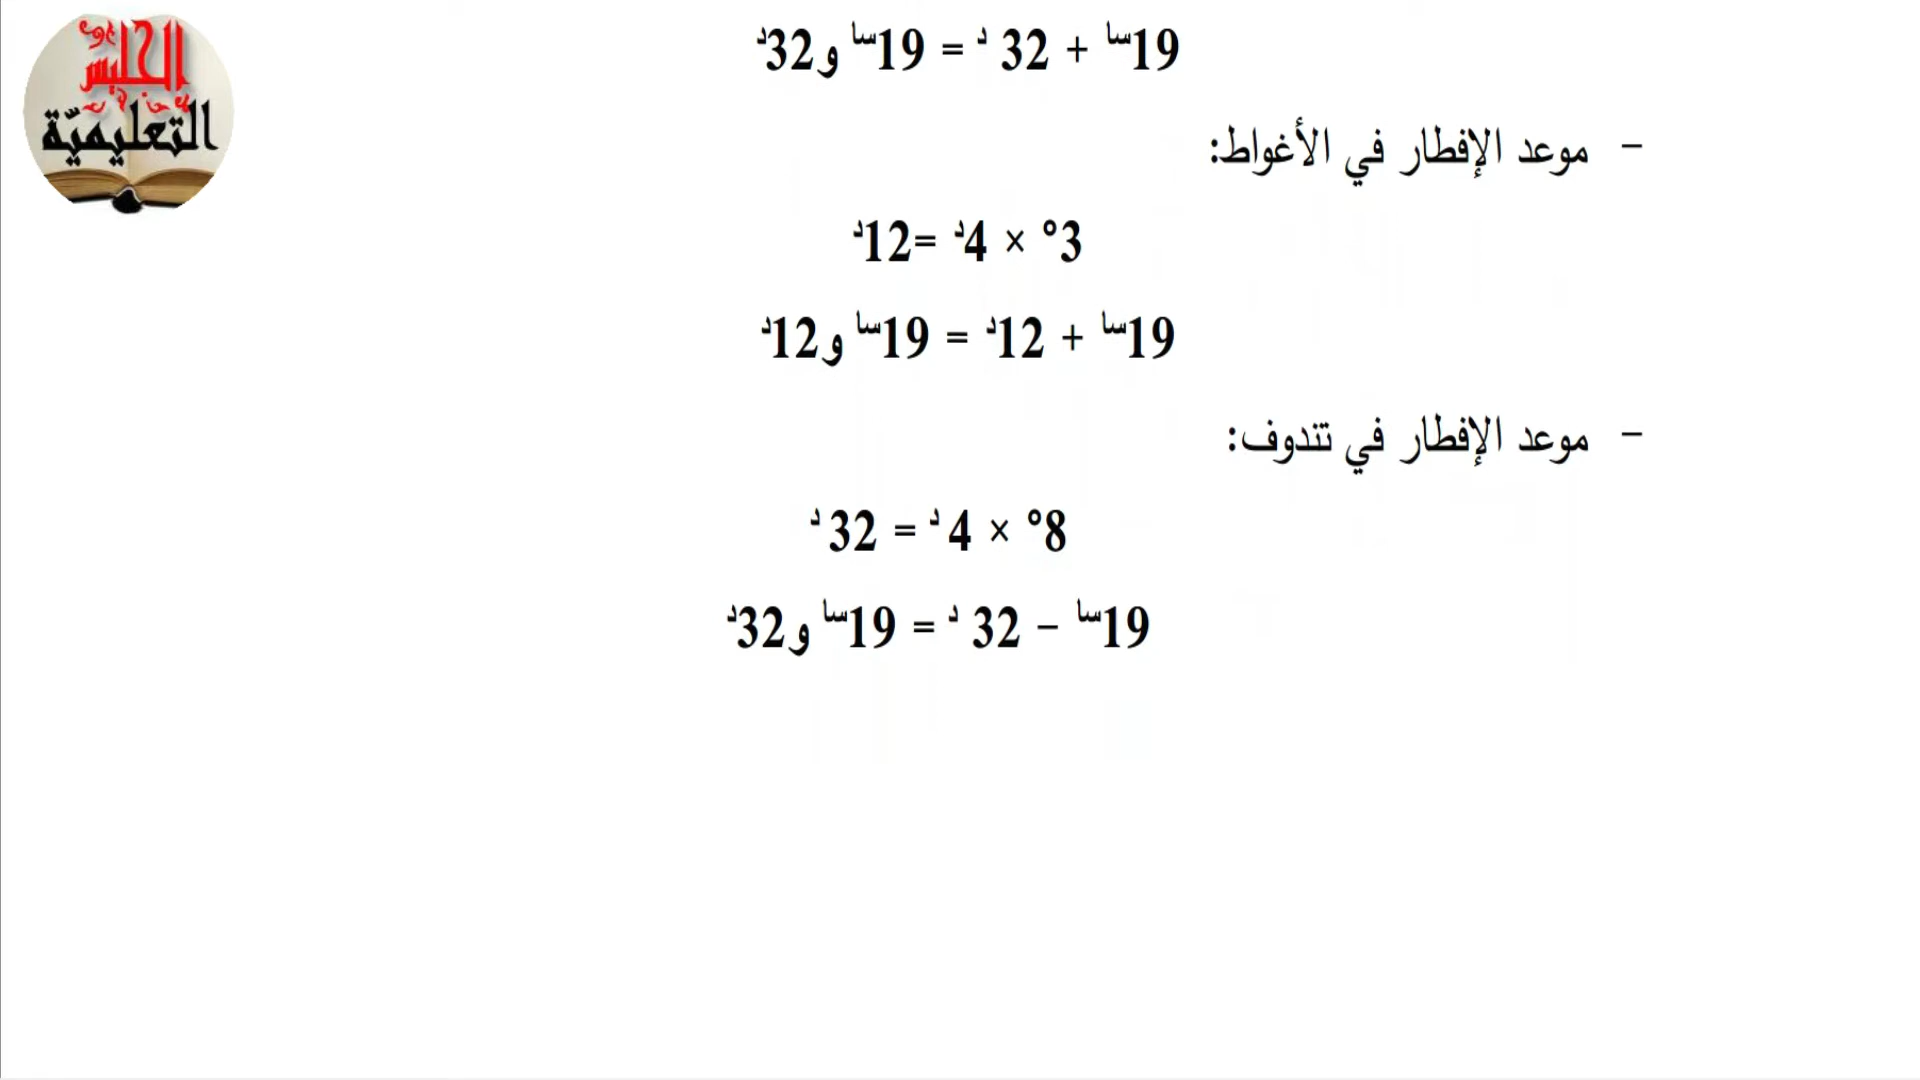 الجليس
التعليمية
19سا + 32 د = 19سا و32د
- موعد الإفطار في الأغواط:
3° × 4د =12د
19سا + 12د = 19سا و12د
- موعد الإفطار في تندوف:
8° × 4 د = 32 د
19سا – 32 د = 19سا و32د